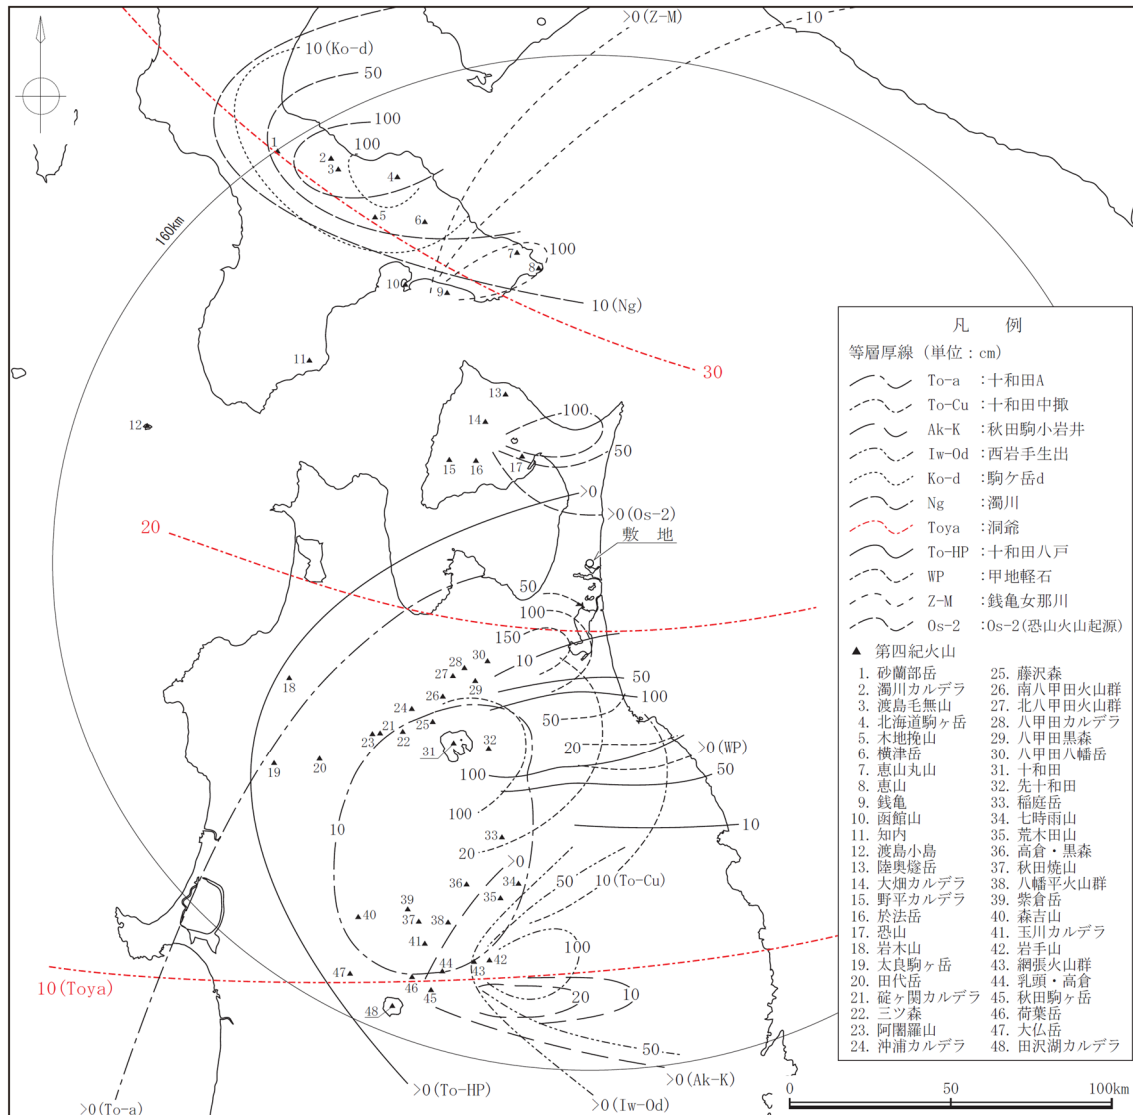 >0(Z-M)
10
10(Ko-d)
50
100
100
1
2
3
4
5
6
160km
7
100
8
100
9
10(Ng)
11
30
12
13
14
100
50
15
16
17
>0
>0(Os-2)
20
敷 地
50
100
150
10
18
30
28
27
29
26
50
100
24
25
50
21
23
22
31
32
20
>0(WP)
19
20
100
50
100
10
10
33
20
>0
34
36
50
10(To-Cu)
35
39
40
37
38
41
100
42
44
43
47
46
45
20
10
10(Toya)
48
50
>0(Ak-K)
>0(To-HP)
>0(Iw-Od)
>0(To-a)
凡 例
等層厚線 (単位:cm)
To-a :十和田A
To-Cu :十和田中掫
Ak-K :秋田駒小岩井
Iw-Od :西岩手生出
Ko-d :駒ケ岳d
Ng :濁川
Toya :洞爺
To-HP :十和田八戸
WP :甲地軽石
Z-M :銭亀女那川
Os-2 :Os-2(恐山火山起源)
▲ 第四紀火山
1. 砂蘭部岳
2. 濁川カルデラ
3. 渡島毛無山
4. 北海道駒ヶ岳
5. 木地挽山
6. 横津岳
7. 恵山丸山
8. 恵山
9. 銭亀
10. 函館山
11. 知内
12. 渡島小島
13. 陸奥燧岳
14. 大畑カルデラ
15. 野平カルデラ
16. 於法岳
17. 恐山
18. 岩木山
19. 太良駒ヶ岳
20. 田代岳
21. 碇ヶ関カルデラ
22. 三ツ森
23. 阿闍羅山
24. 沖浦カルデラ
25. 藤沢森
26. 南八甲田火山群
27. 北八甲田火山群
28. 八甲田カルデラ
29. 八甲田黒森
30. 八甲田八幡岳
31. 十和田
32. 先十和田
33. 稲庭岳
34. 七時雨山
35. 荒木田山
36. 高倉・黒森
37. 秋田焼山
38. 八幡平火山群
39. 柴倉岳
40. 森吉山
41. 玉川カルデラ
42. 岩手山
43. 網張火山群
44. 乳頭・高倉
45. 秋田駒ヶ岳
46. 荷葉岳
47. 大仏岳
48. 田沢湖カルデラ
0 50 100km